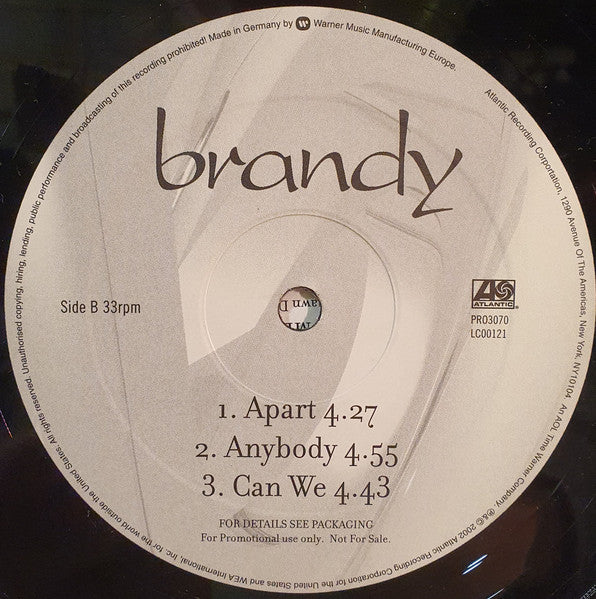 All rights reserved. Unauthorised copying, hiring, lending, public performance and broadcasting of this recording prohibited! Made in Germany by Warner Music Manufacturing Europe.
Atlantic Recording Corportation, 1290 Avenue Of The Americas, New York, NY10104 An AOL Time Warner Company ℗&© 2002 Atlantic Recording Corporation for the United States and WEA International, Inc. for the world outside the United States.
brandy
Side B 33rpm
ATLANTIC
PRO3070
LC00121
1. Apart 4.27
2. Anybody 4.55
3. Can We 4.43
FOR DETAILS SEE PACKAGING
For Promotional use only. Not For Sale.